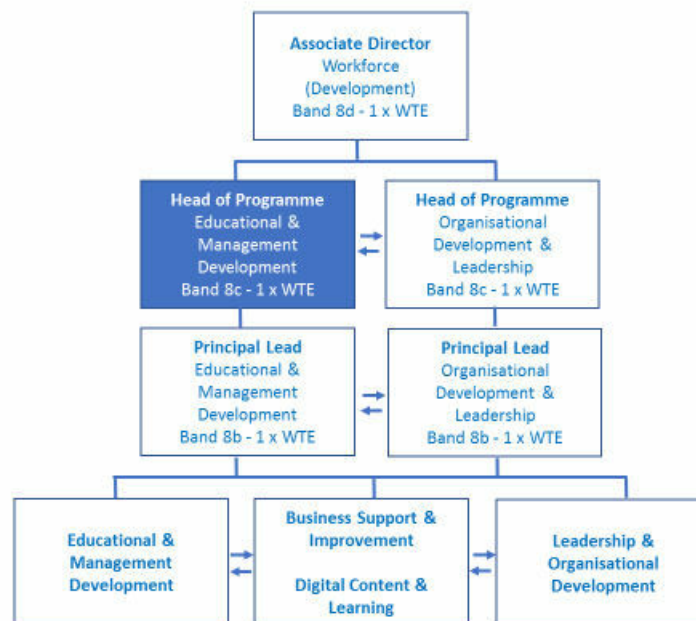 Associate Director
Workforce
(Development)
Band 8d - 1 x WTE
Head of Programme
Educational &
Management
Development
Band 8c - 1 x WTE
Head of Programme
Organisational
Development &
Leadership
Band 8c - 1 x WTE
Principal Lead
Educational &
Management
Development
Band 8b - 1 x WTE
Principal Lead
Organisational
Development &
Leadership
Band 8b - 1 x WTE
Educational &
Management
Development
Business Support &
Improvement
Digital Content &
Learning
Leadership &
Organisational
Development